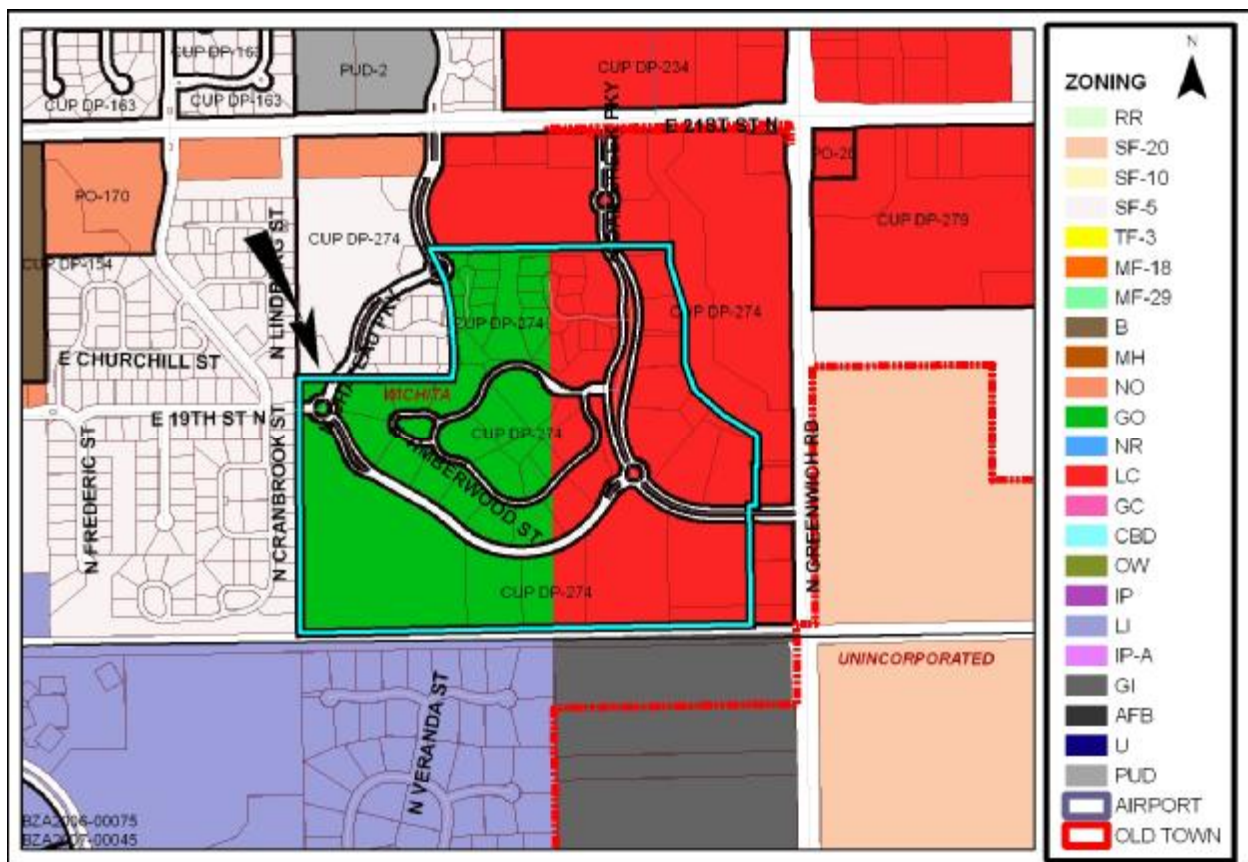 CUP DP-163
CUP DP-163
CUP DP-163
PUD-2
CUP DP-234
E 21ST ST N
PO-170
CUP DP-279
CUP DP-274
N LINDBERG ST
CUP DP-154
CUP DP-274
CUP DP-274
E CHURCHILL ST
WICHITA
E 19TH ST N
CUP DP-274
N FREDERIC ST
N CRANBROOK ST
N GREENWICH RD
CUP DP-274
UNINCORPORATED
N VERANDA ST
BZA2006-00075
BZA2007-00045
N
ZONING
RR
SF-20
SF-10
SF-5
TF-3
MF-18
MF-29
B
MH
NO
GO
NR
LC
GC
CBD
OW
IP
LI
IP-A
GI
AFB
U
PUD
AIRPORT
OLD TOWN